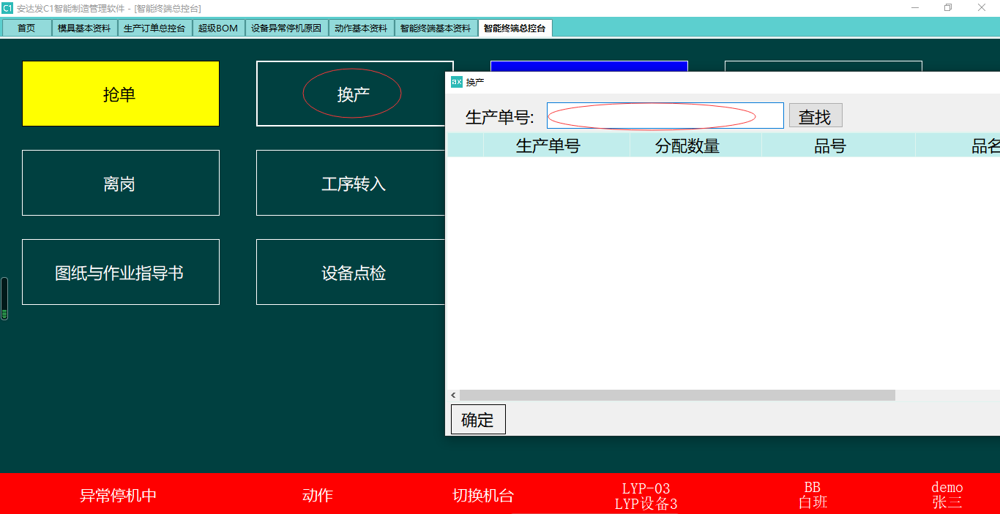 C1 安达发C1智能制造管理软件 - [智能终端总控台]
首页 模具基本资料 生产订单总控台 超级BOM 设备异常停机原因 动作基本资料 智能终端基本资料 智能终端总控台
抢单 换产
ax 换产
生产单号: 查找
生产单号 分配数量 品号 品名
离岗 工序转入
图纸与作业指导书 设备点检
确定
异常停机中 动作 切换机台
LYP-03
LYP设备3
BB
白班
demo
张三